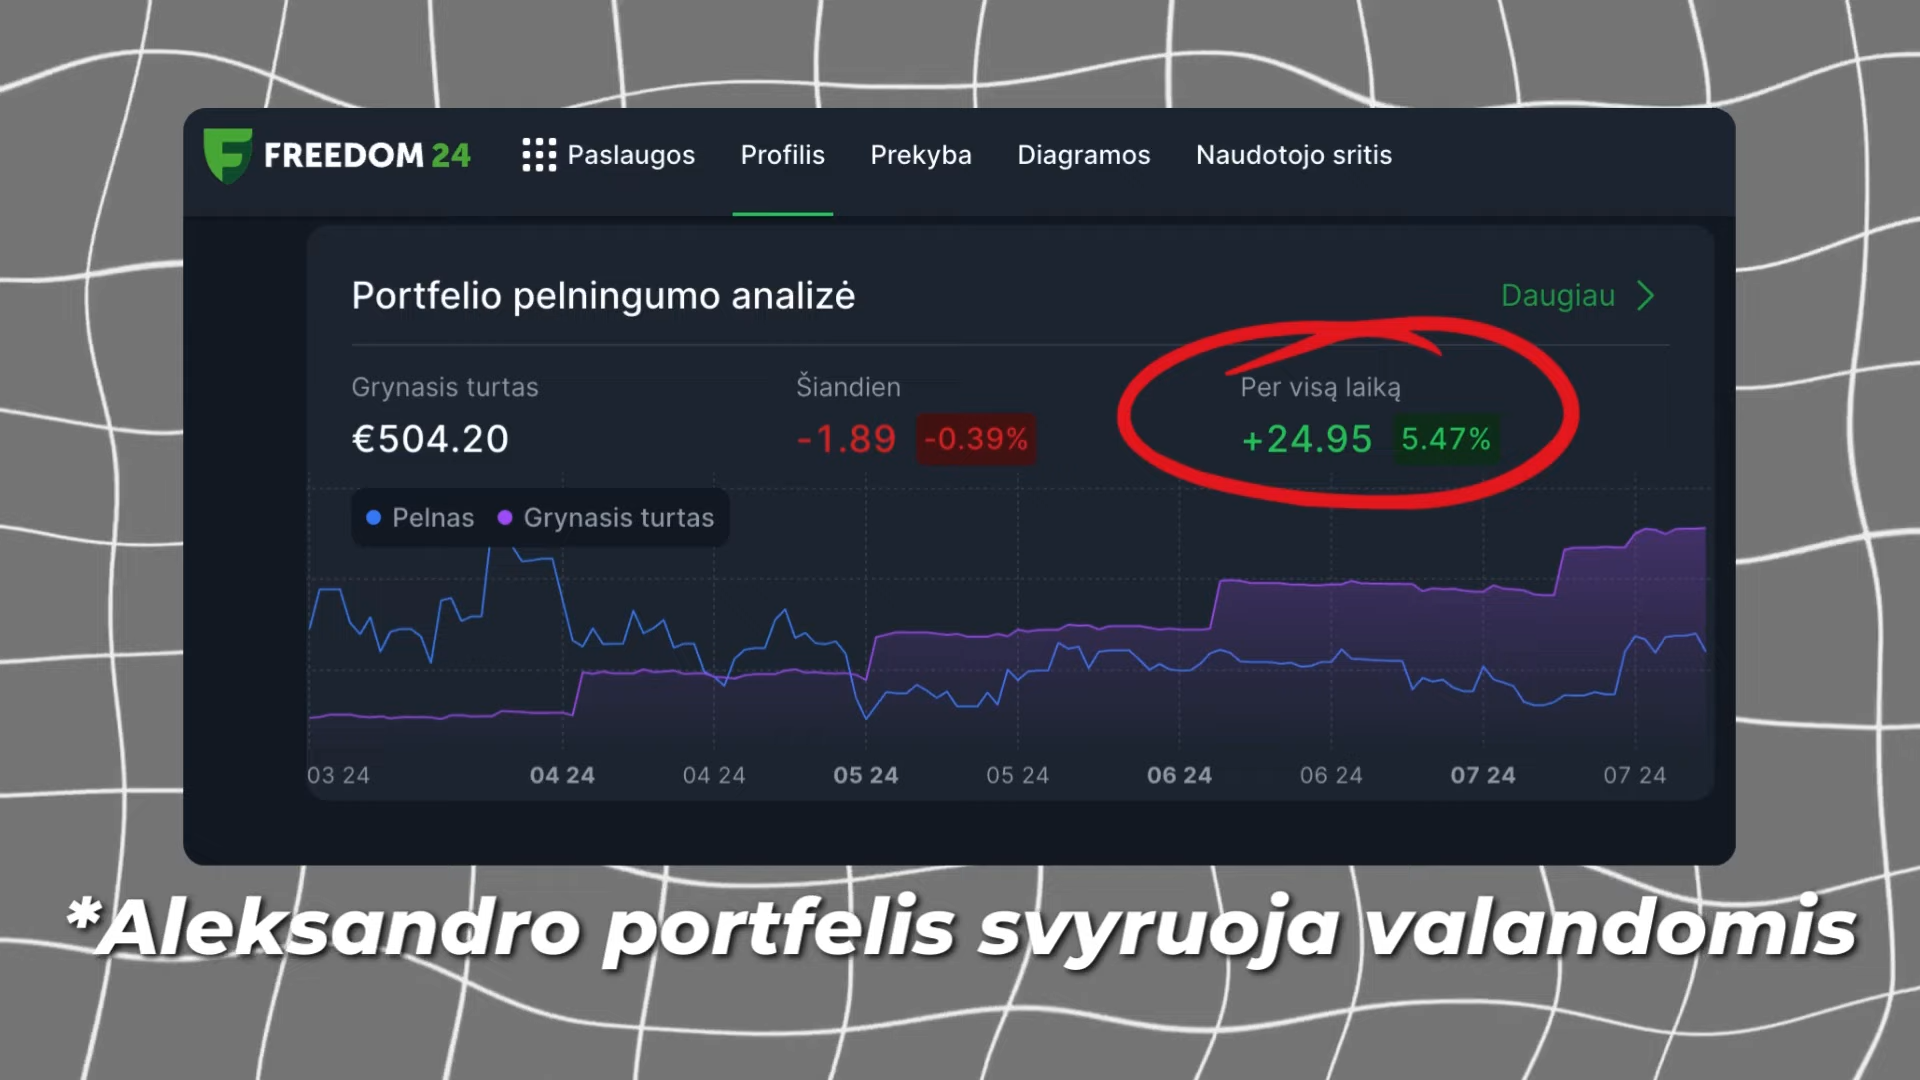 FREEDOM 24
Paslaugos Profilis Prekyba Diagramos Naudotojo sritis
Portfelio pelningumo analizė Daugiau
Grynasis turtas Šiandien Per visą laiką
€504.20 -1.89 -0.39% +24.95 5.47%
Pelnas Grynasis turtas
03 24 04 24 04 24 05 24 05 24 06 24 06 24 07 24 07 24
*Aleksandro portfelis svyruoja valandomis